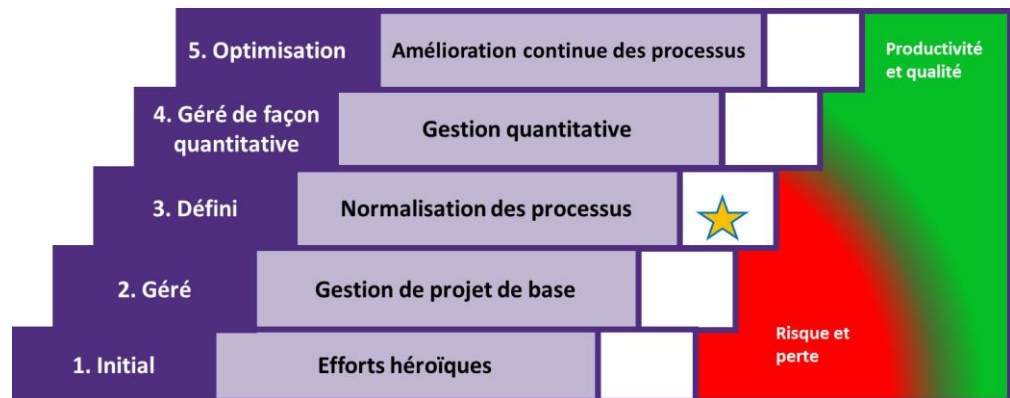 5. Optimisation
Amélioration continue des processus
Productivité
et qualité
4. Géré de façon
quantitative
Gestion quantitative
3. Défini
Normalisation des processus
2. Géré
Gestion de projet de base
Risque et
perte
1. Initial
Efforts héroïques